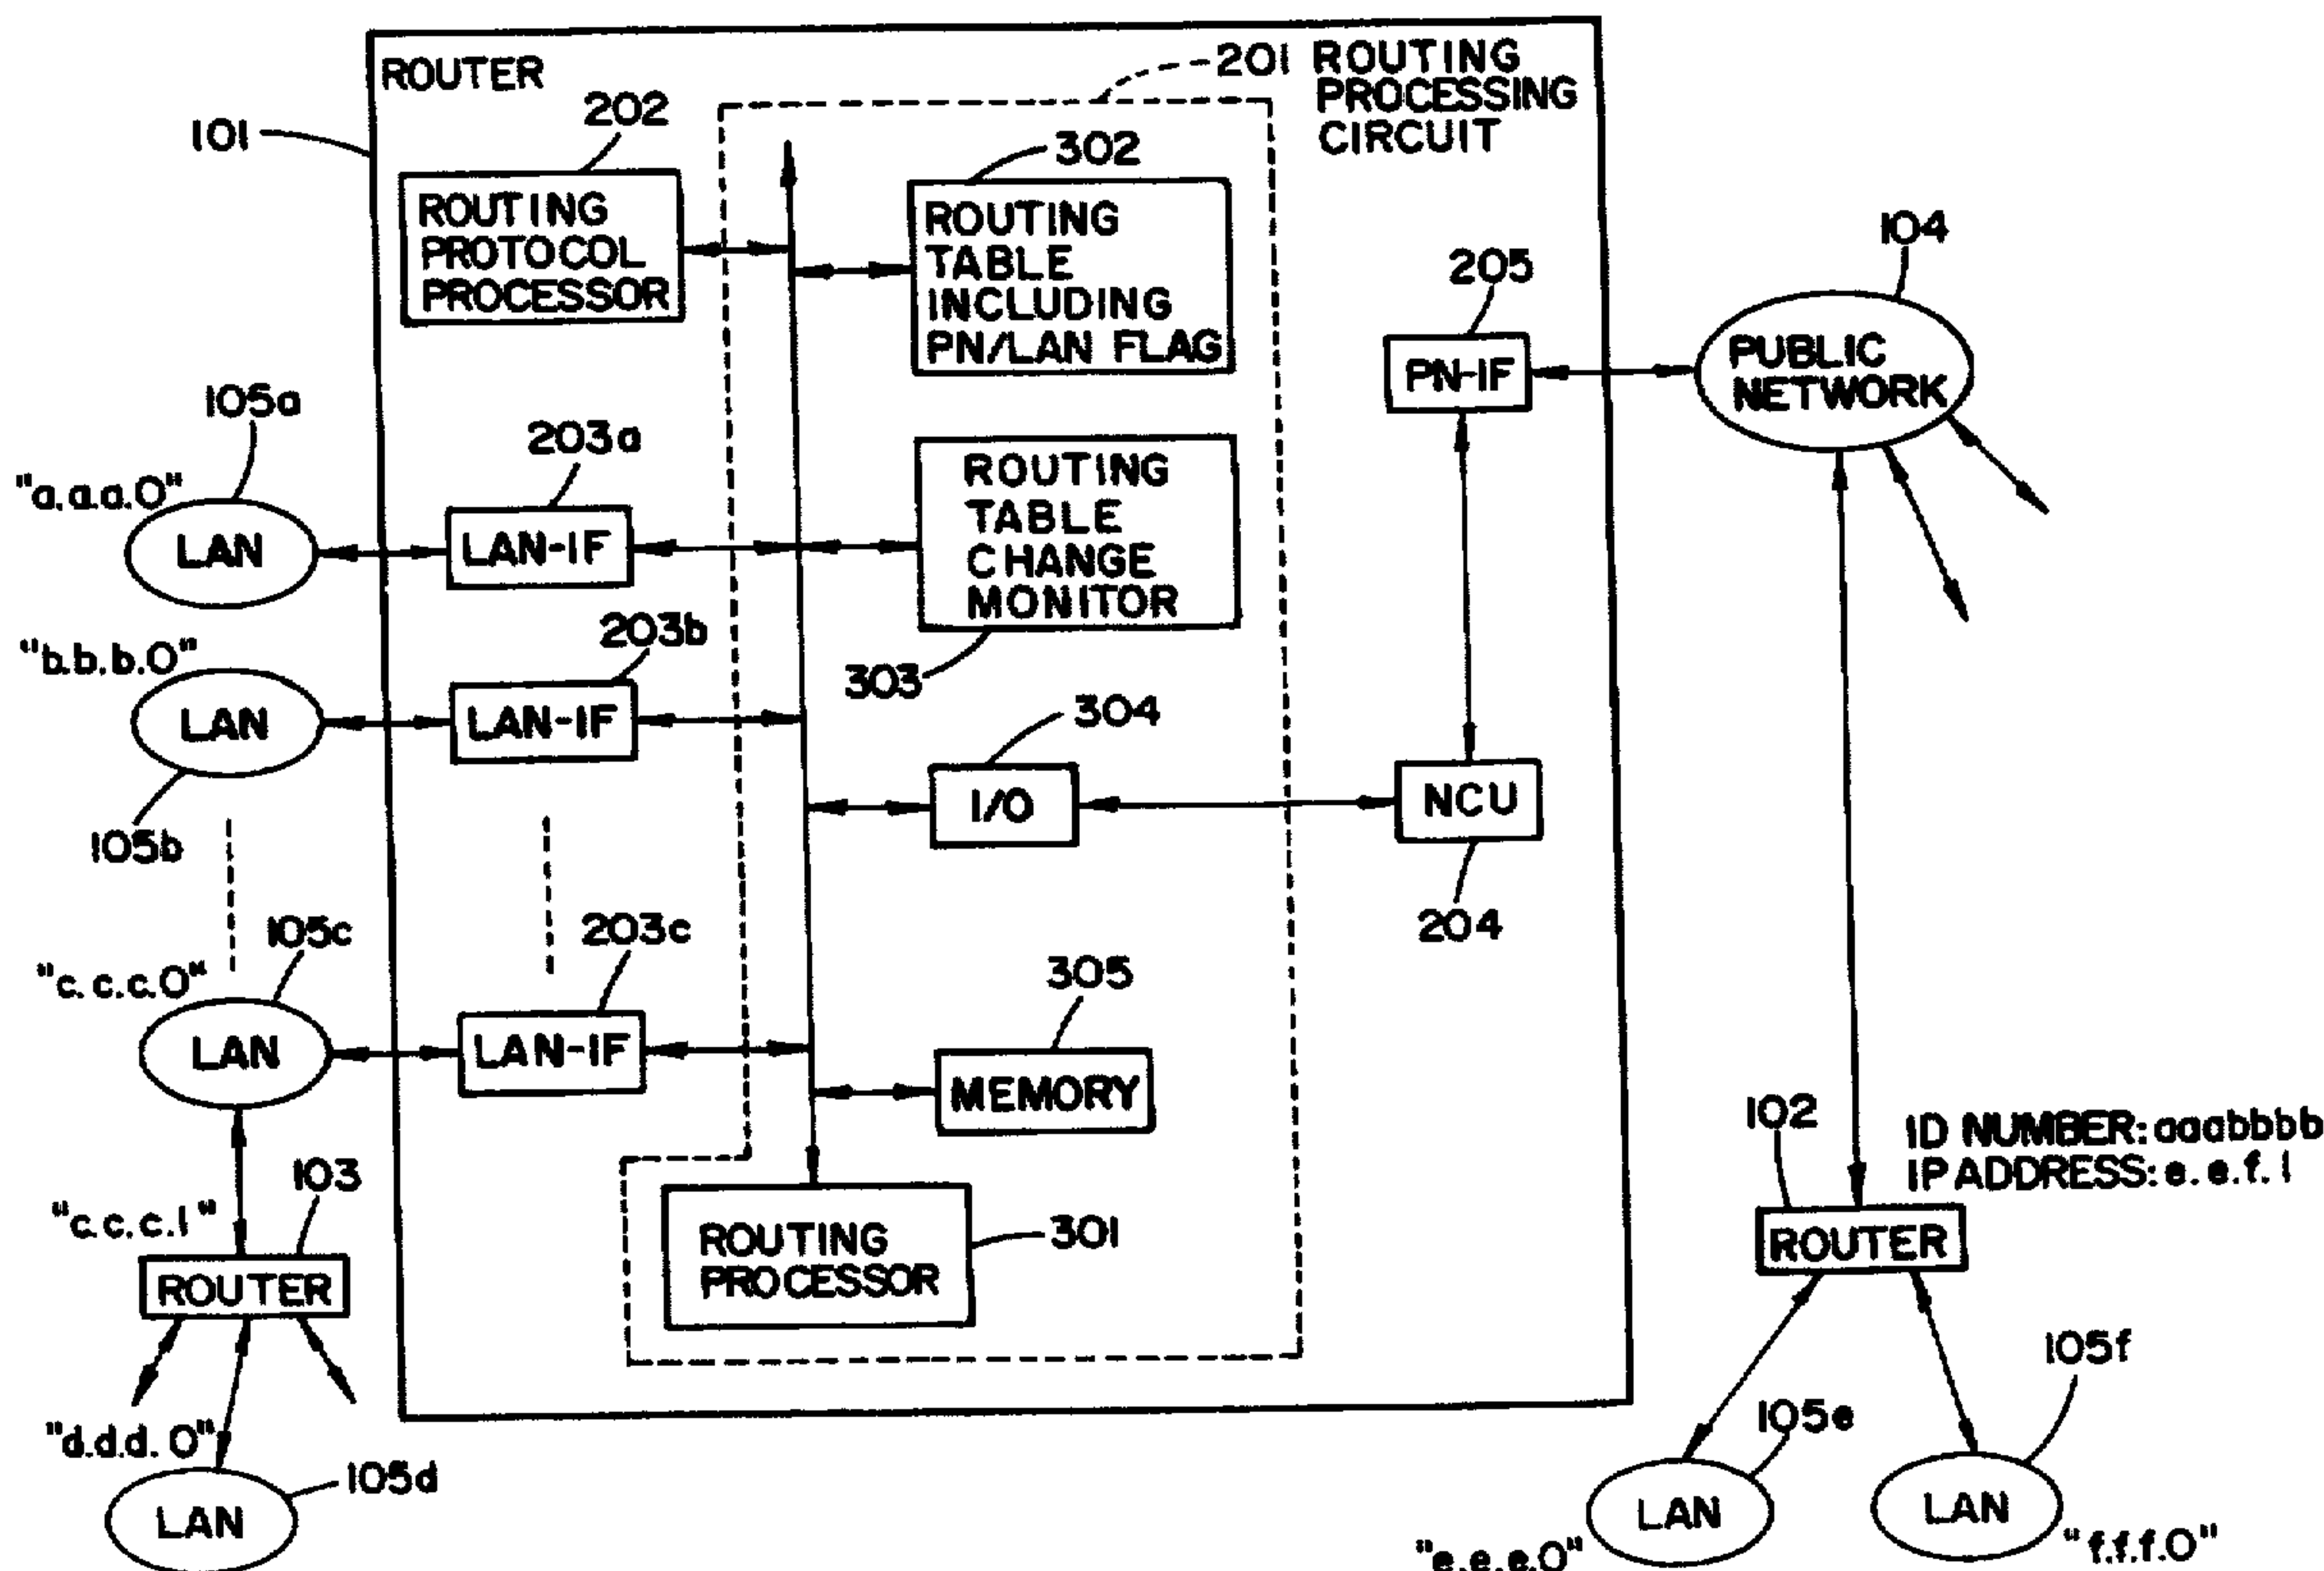 ROUTER
201 ROUTING
PROCESSING
CIRCUIT
101
202
ROUTING
PROTOCOL
PROCESSOR
302
ROUTING
TABLE
INCLUDING
PN/LAN FLAG
104
PUBLIC
NETWORK
205
PN-IF
105a
"a.a.a.0"
LAN
203a
LAN-IF
ROUTING
TABLE
CHANGE
MONITOR
303
"b.b.b.0"
LAN
105b
203b
LAN-IF
304
I/O
NCU
204
105c
"c.c.c.0"
LAN
203c
LAN-IF
305
MEMORY
"c.c.c.1"
103
ROUTER
ROUTING
PROCESSOR
301
102
ID NUMBER: aaabbbb
IP ADDRESS: e.e.f.1
ROUTER
"d.d.d.0"
LAN
105d
105e
LAN
"e.e.e.0"
105f
LAN
"f.f.f.0"